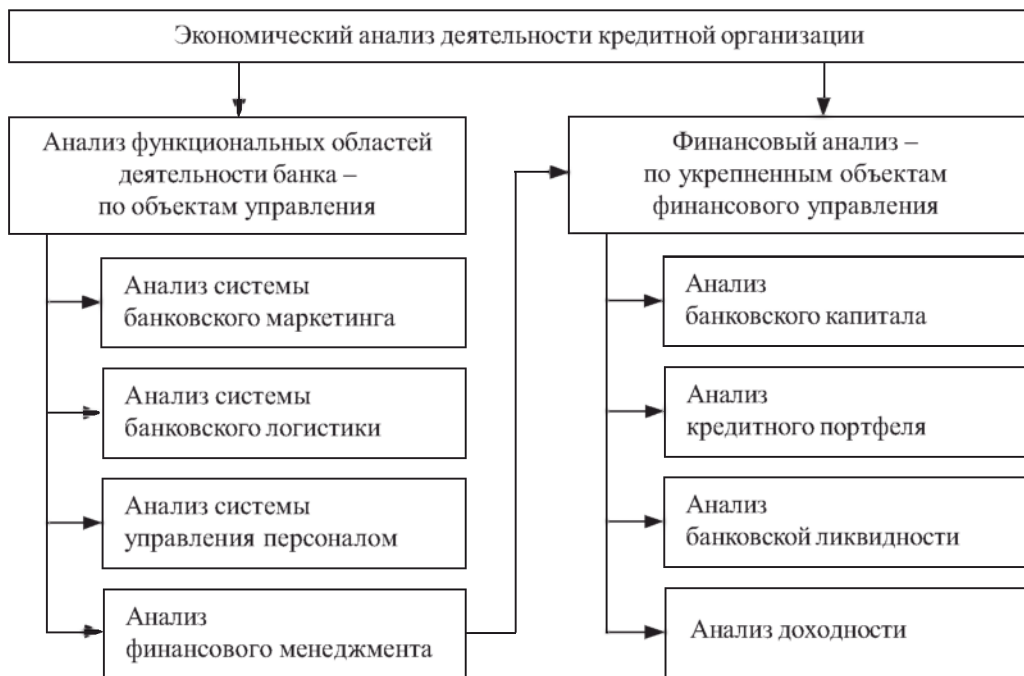 Экономический анализ деятельности кредитной организации
Анализ функциональных областей
деятельности банка –
по объектам управления
Анализ системы
банковского маркетинга
Анализ системы
банковского логистики
Анализ системы
управления персоналом
Анализ
финансового менеджмента
Финансовый анализ –
по укрепненным объектам
финансового управления
Анализ
банковского капитала
Анализ
кредитного портфеля
Анализ
банковской ликвидности
Анализ доходности